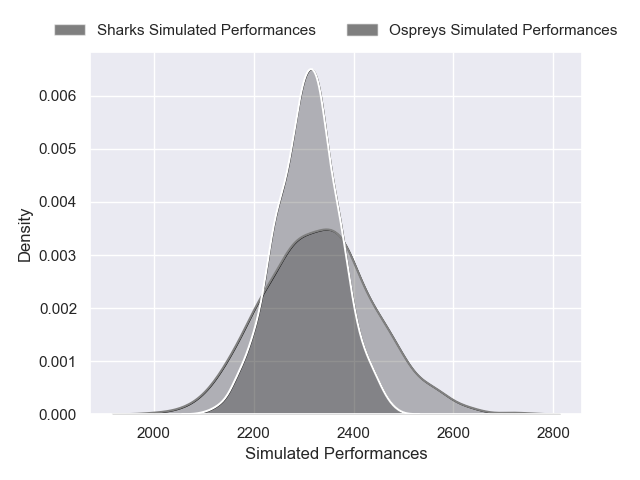 Sharks Simulated Performances Ospreys Simulated Performances
0.006
0.005
0.004
0.003
0.002
0.001
0.000
Density
2000 2200 2400 2600 2800
Simulated Performances